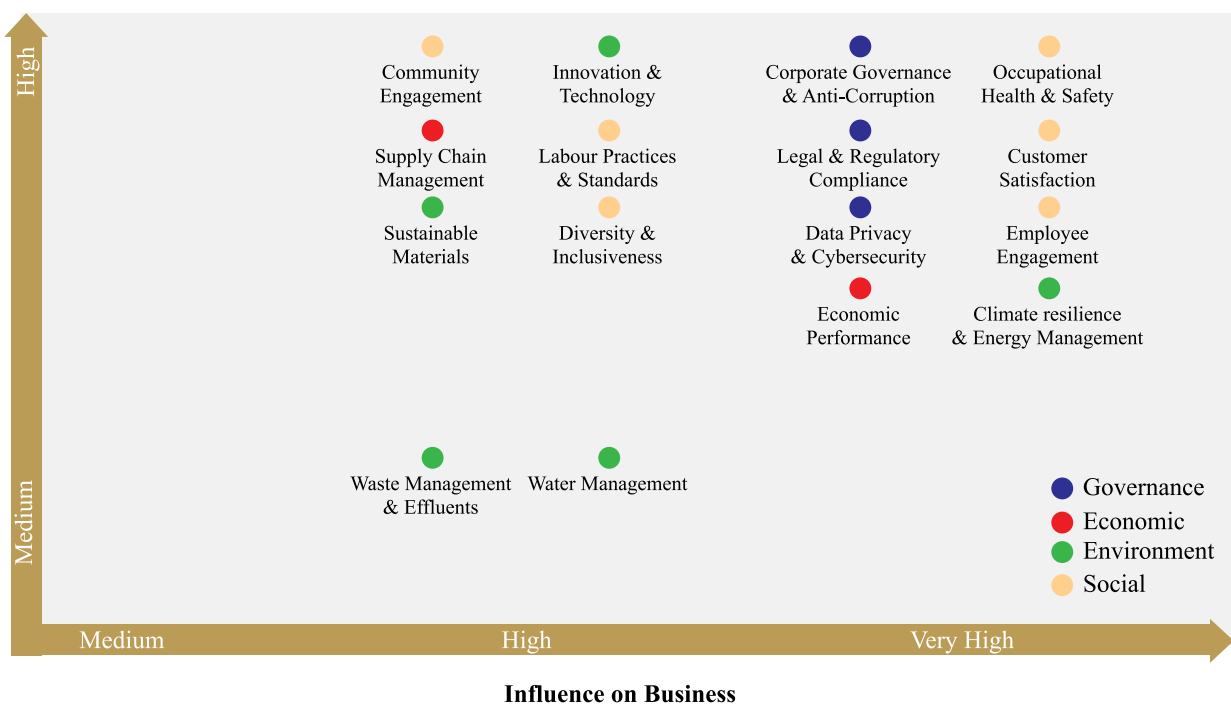 High
Medium
Community
Engagement
Innovation &
Technology
Corporate Governance
& Anti-Corruption
Occupational
Health & Safety
Supply Chain
Management
Labour Practices
& Standards
Legal & Regulatory
Compliance
Customer
Satisfaction
Sustainable
Materials
Diversity &
Inclusiveness
Data Privacy
& Cybersecurity
Employee
Engagement
Economic
Performance
Climate resilience
& Energy Management
Waste Management
& Effluents
Water Management
Governance
Economic
Environment
Social
Medium
High
Very High
Influence on Business